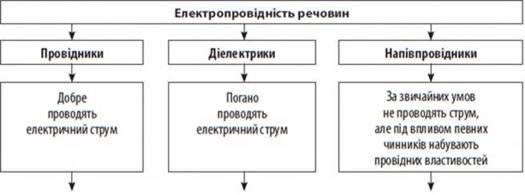 Електропровідність речовин
Провідники
Діелектрики
Напівпровідники
Добре
проводять
електричний струм
Погано
проводять
електричний струм
За звичайних умов
не проводять струм,
але під впливом певних
чинників набувають
провідних властивостей